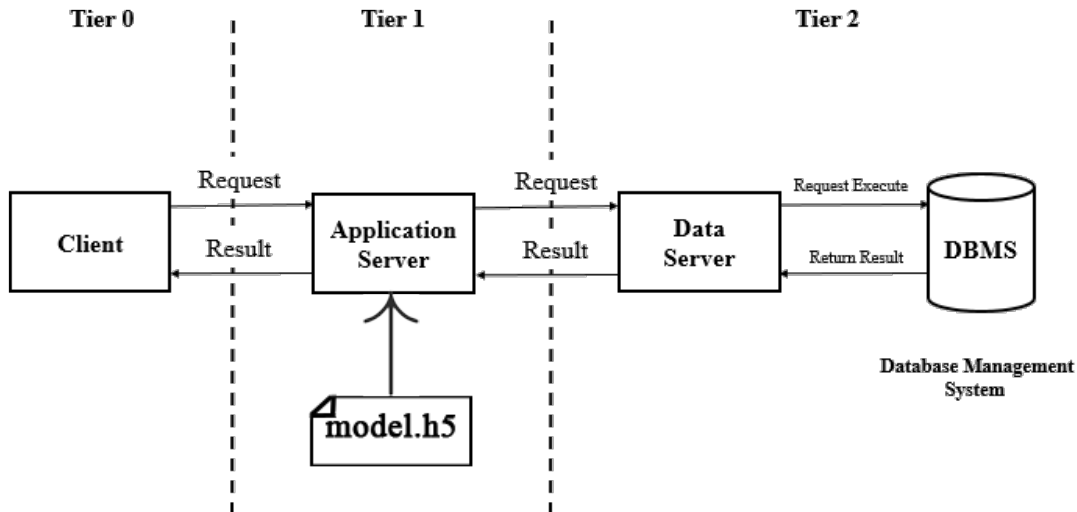 Tier 0
Tier 1
Tier 2
Request
Request
Request Execute
Client
Application
Server
Data
Server
DBMS
Result
Result
Return Result
Database Management
System
model.h5